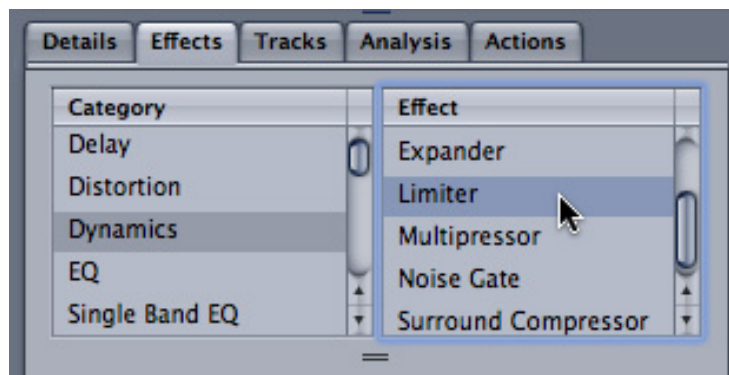 Details Effects Tracks Analysis Actions
Category
Delay
Distortion
Dynamics
EQ
Single Band EQ
Effect
Expander
Limiter
Multipressor
Noise Gate
Surround Compressor